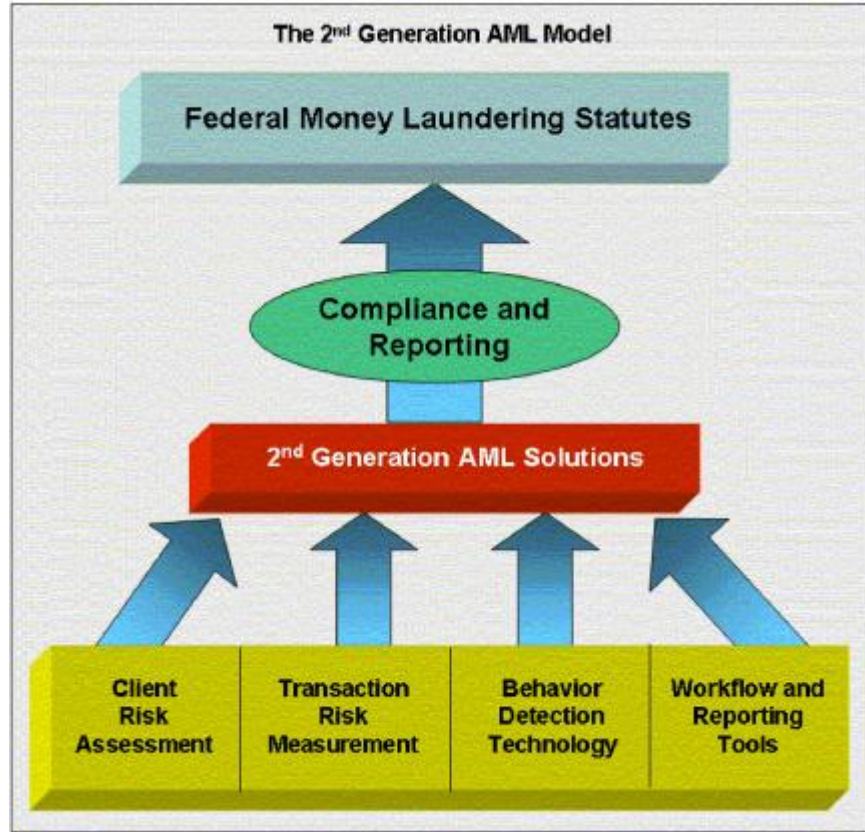 The 2nd Generation AML Model
Federal Money Laundering Statutes
Compliance and
Reporting
2nd Generation AML Solutions
Client
Risk
Assessment
Transaction
Risk
Measurement
Behavior
Detection
Technology
Workflow and
Reporting
Tools